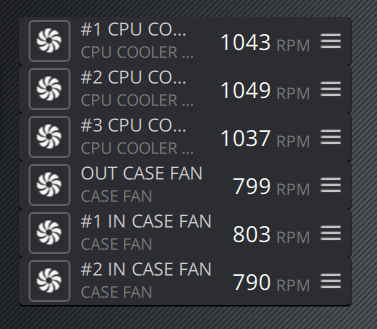 #1 CPU CO...
CPU COOLER ...
1043 RPM
#2 CPU CO...
CPU COOLER ...
1049 RPM
#3 CPU CO...
CPU COOLER ...
1037 RPM
OUT CASE FAN
CASE FAN
799 RPM
#1 IN CASE FAN
CASE FAN
803 RPM
#2 IN CASE FAN
CASE FAN
790 RPM